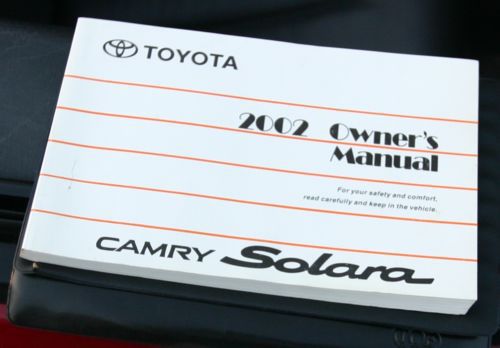 TOYOTA
2002 Owner's
Manual
For your safety and comfort,
read carefully and keep in the vehicle.
CAMRY Solara